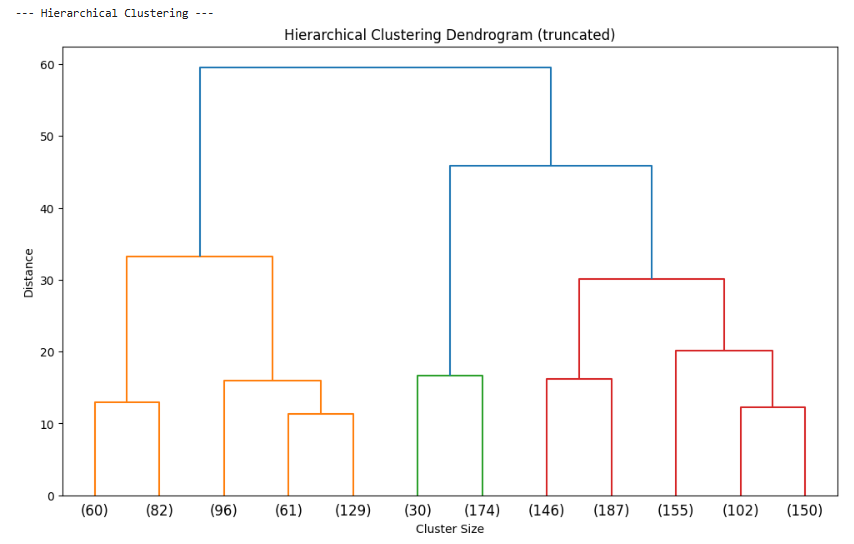 --- Hierarchical Clustering ---
Hierarchical Clustering Dendrogram (truncated)
60
50
40
30
20
10
0
Distance
(60) (82) (96) (61) (129) (30) (174) (146) (187) (155) (102) (150)
Cluster Size